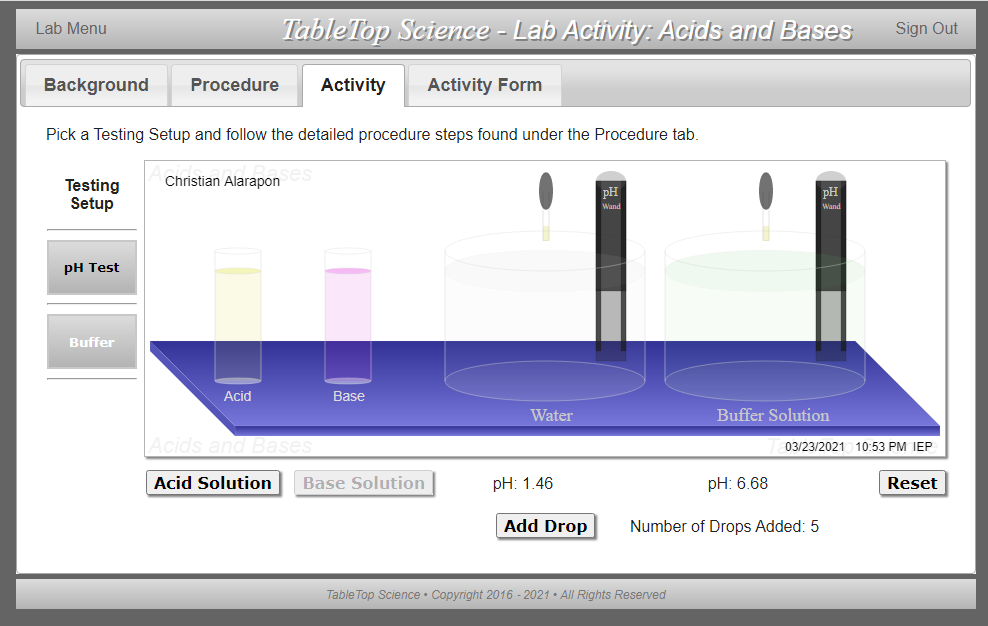 Lab Menu
TableTop Science - Lab Activity: Acids and Bases
Sign Out
Background
Procedure
Activity
Activity Form
Pick a Testing Setup and follow the detailed procedure steps found under the Procedure tab.
Testing
Setup
pH Test
Buffer
Acids and Bases
Christian Alarapon
pH
Wand
pH
Wand
Acid
Base
Water
Buffer Solution
Acids and Bases
03/23/2021 10:53 PM IEP
Acid Solution
Base Solution
pH: 1.46
pH: 6.68
Reset
Add Drop
Number of Drops Added: 5
TableTop Science • Copyright 2016 - 2021 • All Rights Reserved